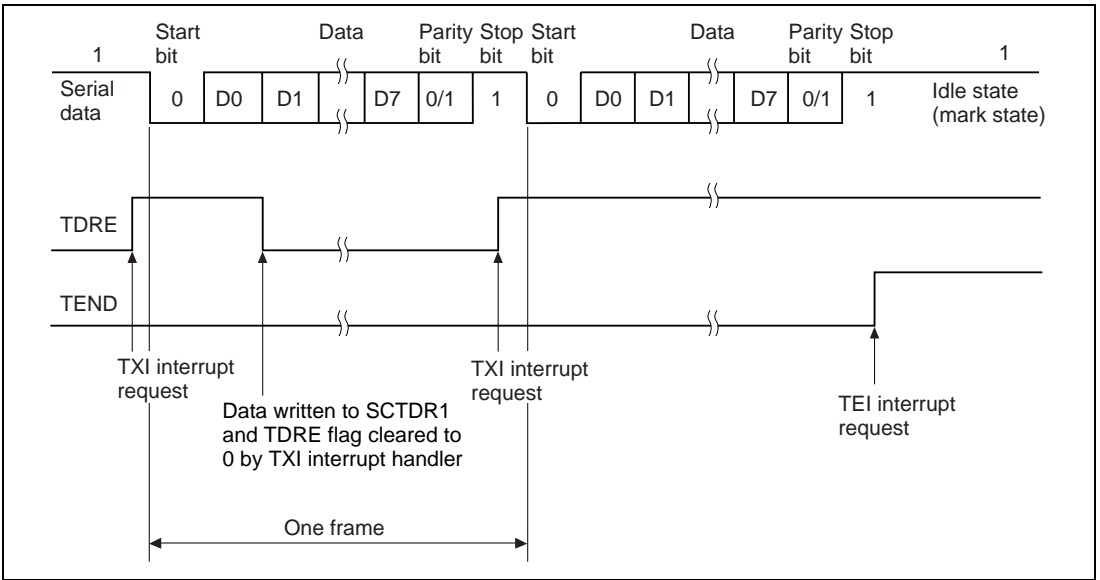 Start Data Parity Stop Start Data Parity Stop
1 bit bit bit bit bit bit 1
Serial data 0 D0 D1 D7 0/1 1 0 D0 D1 D7 0/1 1 Idle state (mark state)
TDRE
TEND
TXI interrupt
request
Data written to SCTDR1
and TDRE flag cleared to
0 by TXI interrupt handler
TXI interrupt
request
TEI interrupt
request
One frame